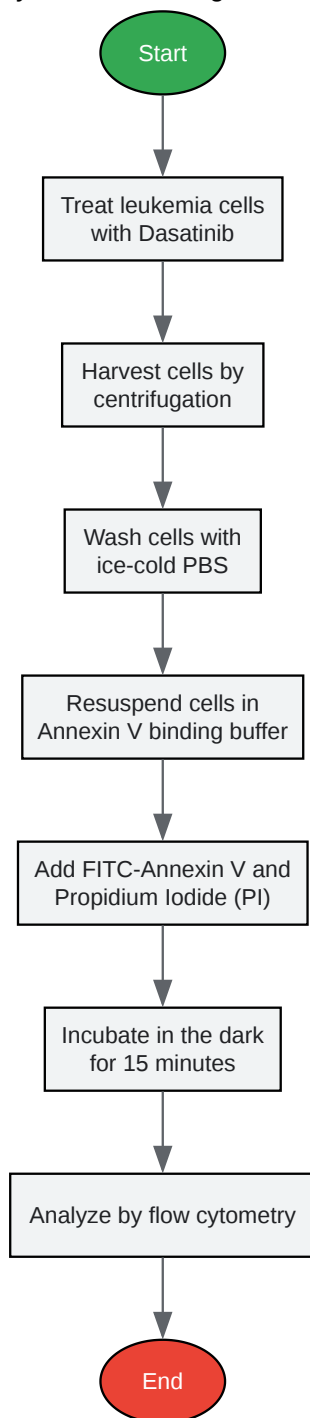 Start
Treat leukemia cells
with Dasatinib
Harvest cells by
centrifugation
Wash cells with
ice-cold PBS
Resuspend cells in
Annexin V binding buffer
Add FITC-Annexin V and
Propidium Iodide (PI)
Incubate in the dark
for 15 minutes
Analyze by flow cytometry
End